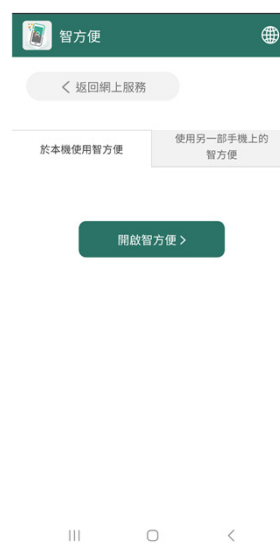 智方便
返回網上服務
於本機使用智方便
使用另一部手機上的
智方便
開啟智方便